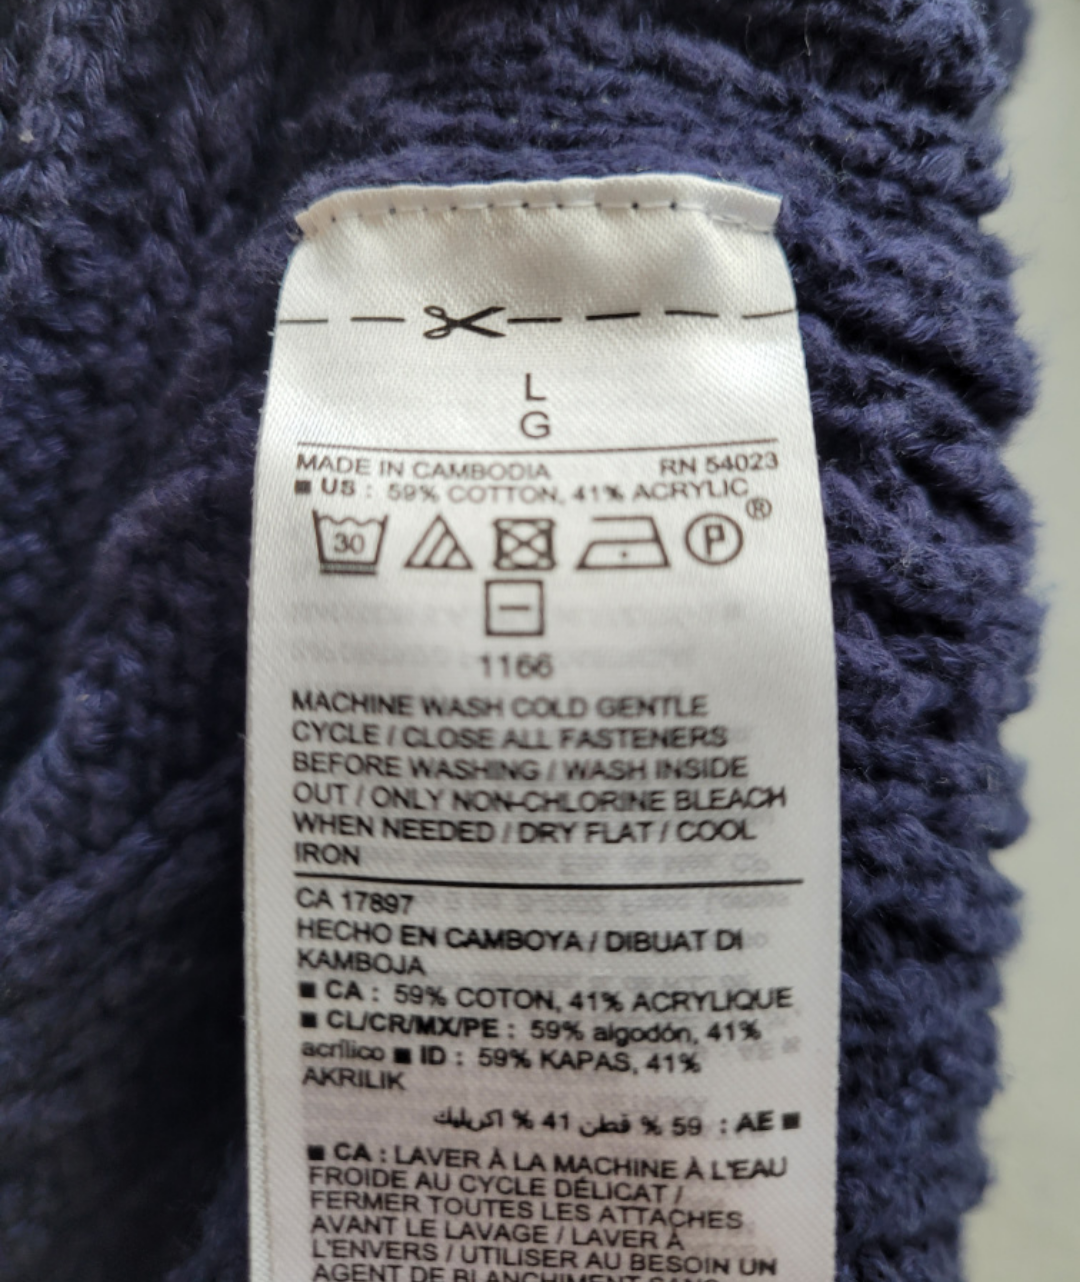 L
G
MADE IN CAMBODIA RN 54023
■ US : 59% COTTON, 41% ACRYLIC
30 P ®
1166
MACHINE WASH COLD GENTLE
CYCLE / CLOSE ALL FASTENERS
BEFORE WASHING / WASH INSIDE
OUT / ONLY NON-CHLORINE BLEACH
WHEN NEEDED / DRY FLAT / COOL
IRON
CA 17897
HECHO EN CAMBOYA / DIBUAT DI
KAMBOJA
■ CA : 59% COTON, 41% ACRYLIQUE
■ CL/CR/MX/PE : 59% algodón, 41%
acrílico ■ ID : 59% KAPAS, 41%
AKRILIK
■ AE : 59 % قطن 41 % اكريليك
■ CA : LAVER À LA MACHINE À L'EAU
FROIDE AU CYCLE DÉLICAT /
FERMER TOUTES LES ATTACHES
AVANT LE LAVAGE / LAVER À
L'ENVERS / UTILISER AU BESOIN UN
AGENT DE BLANCHIMENT SANS